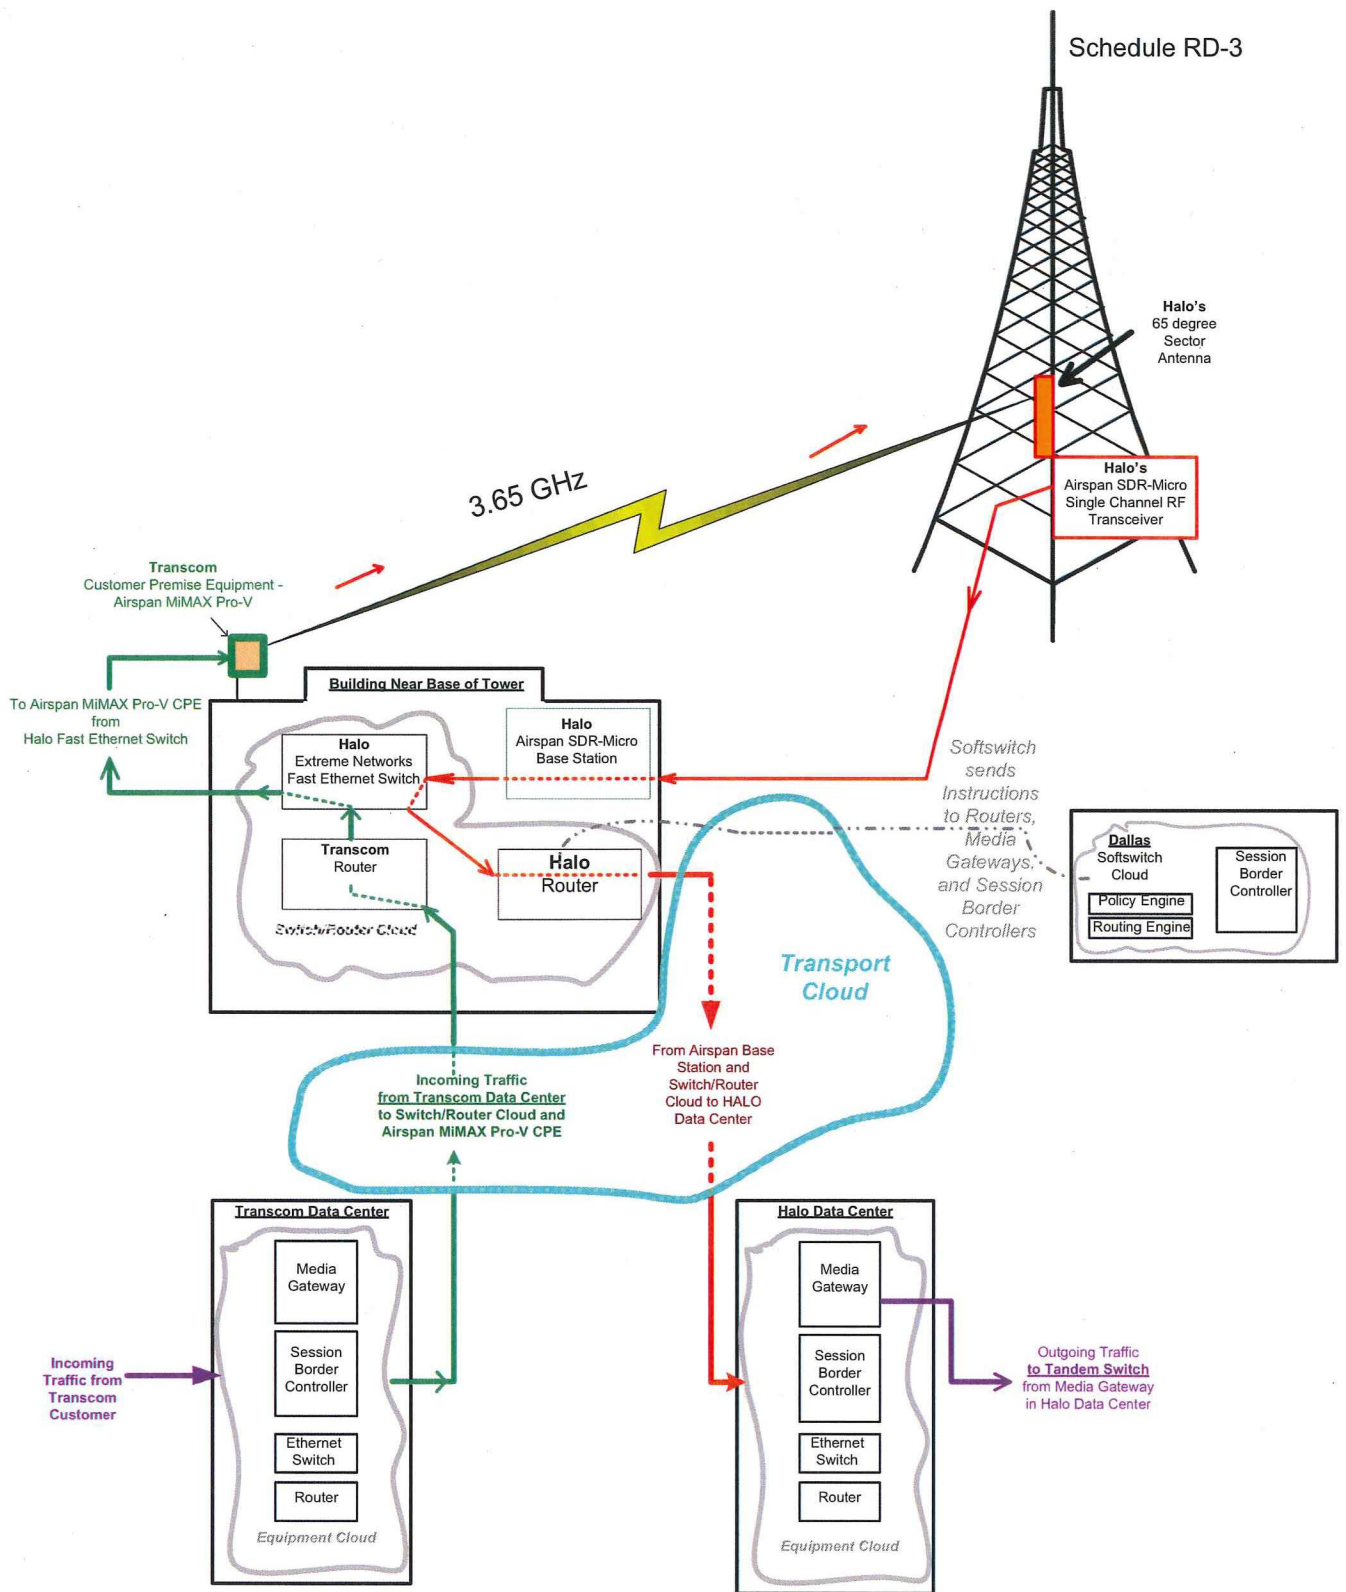 Schedule RD-3
Halo's
65 degree
Sector
Antenna
Halo's
Airspan SDR-Micro
Single Channel RF
Transceiver
3.65 GHz
Transcom
Customer Premise Equipment -
Airspan MiMAX Pro-V
To Airspan MiMAX Pro-V CPE
from
Halo Fast Ethernet Switch
Building Near Base of Tower
Halo
Extreme Networks
Fast Ethernet Switch
Halo
Airspan SDR-Micro
Base Station
Transcom
Router
Halo
Router
Switch/Router Cloud
Softswitch
sends
Instructions
to Routers,
Media
Gateways,
and Session
Border
Controllers
Dallas
Softswitch
Cloud
Policy Engine
Routing Engine
Session
Border
Controller
Transport
Cloud
From Airspan Base
Station and
Switch/Router
Cloud to HALO
Data Center
Incoming Traffic
from Transcom Data Center
to Switch/Router Cloud and
Airspan MiMAX Pro-V CPE
Transcom Data Center
Media
Gateway
Session
Border
Controller
Ethernet
Switch
Router
Equipment Cloud
Incoming
Traffic from
Transcom
Customer
Halo Data Center
Media
Gateway
Session
Border
Controller
Ethernet
Switch
Router
Equipment Cloud
Outgoing Traffic
to Tandem Switch
from Media Gateway
in Halo Data Center